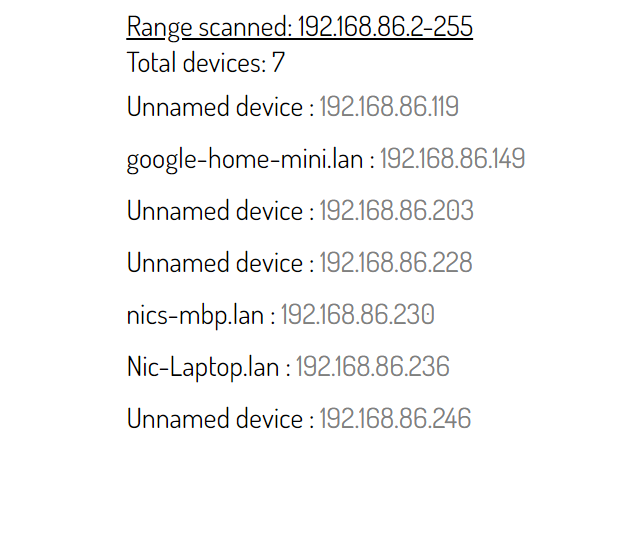 Range scanned: 192.168.86.2-255
Total devices: 7
Unnamed device : 192.168.86.119
google-home-mini.lan : 192.168.86.149
Unnamed device : 192.168.86.203
Unnamed device : 192.168.86.228
nics-mbp.lan : 192.168.86.230
Nic-Laptop.lan : 192.168.86.236
Unnamed device : 192.168.86.246